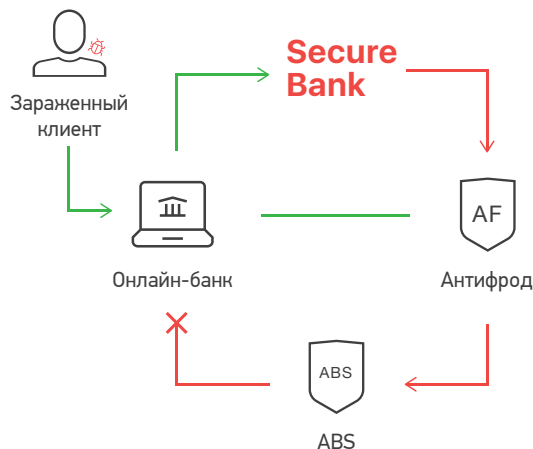 Secure
Bank
Зараженный
клиент
AF
Онлайн-банк
Антифрод
ABS
ABS